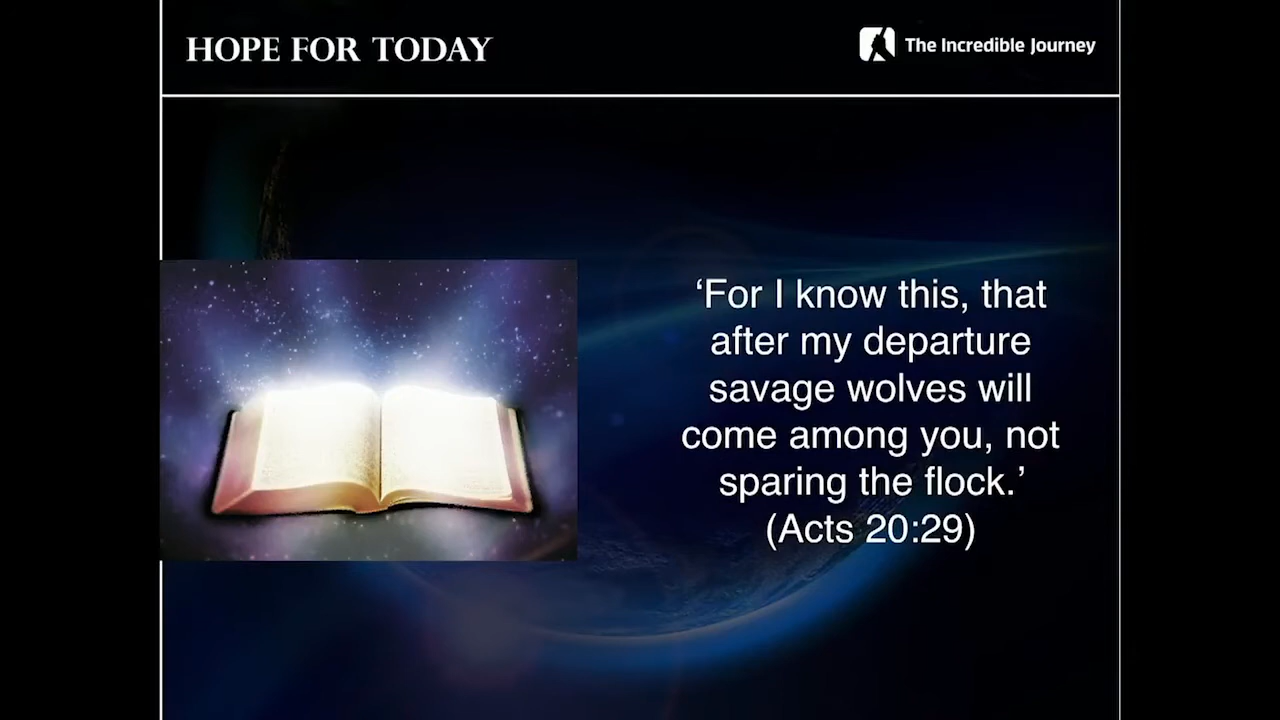 HOPE FOR TODAY
The Incredible Journey
‘For I know this, that
after my departure
savage wolves will
come among you, not
sparing the flock.’
(Acts 20:29)